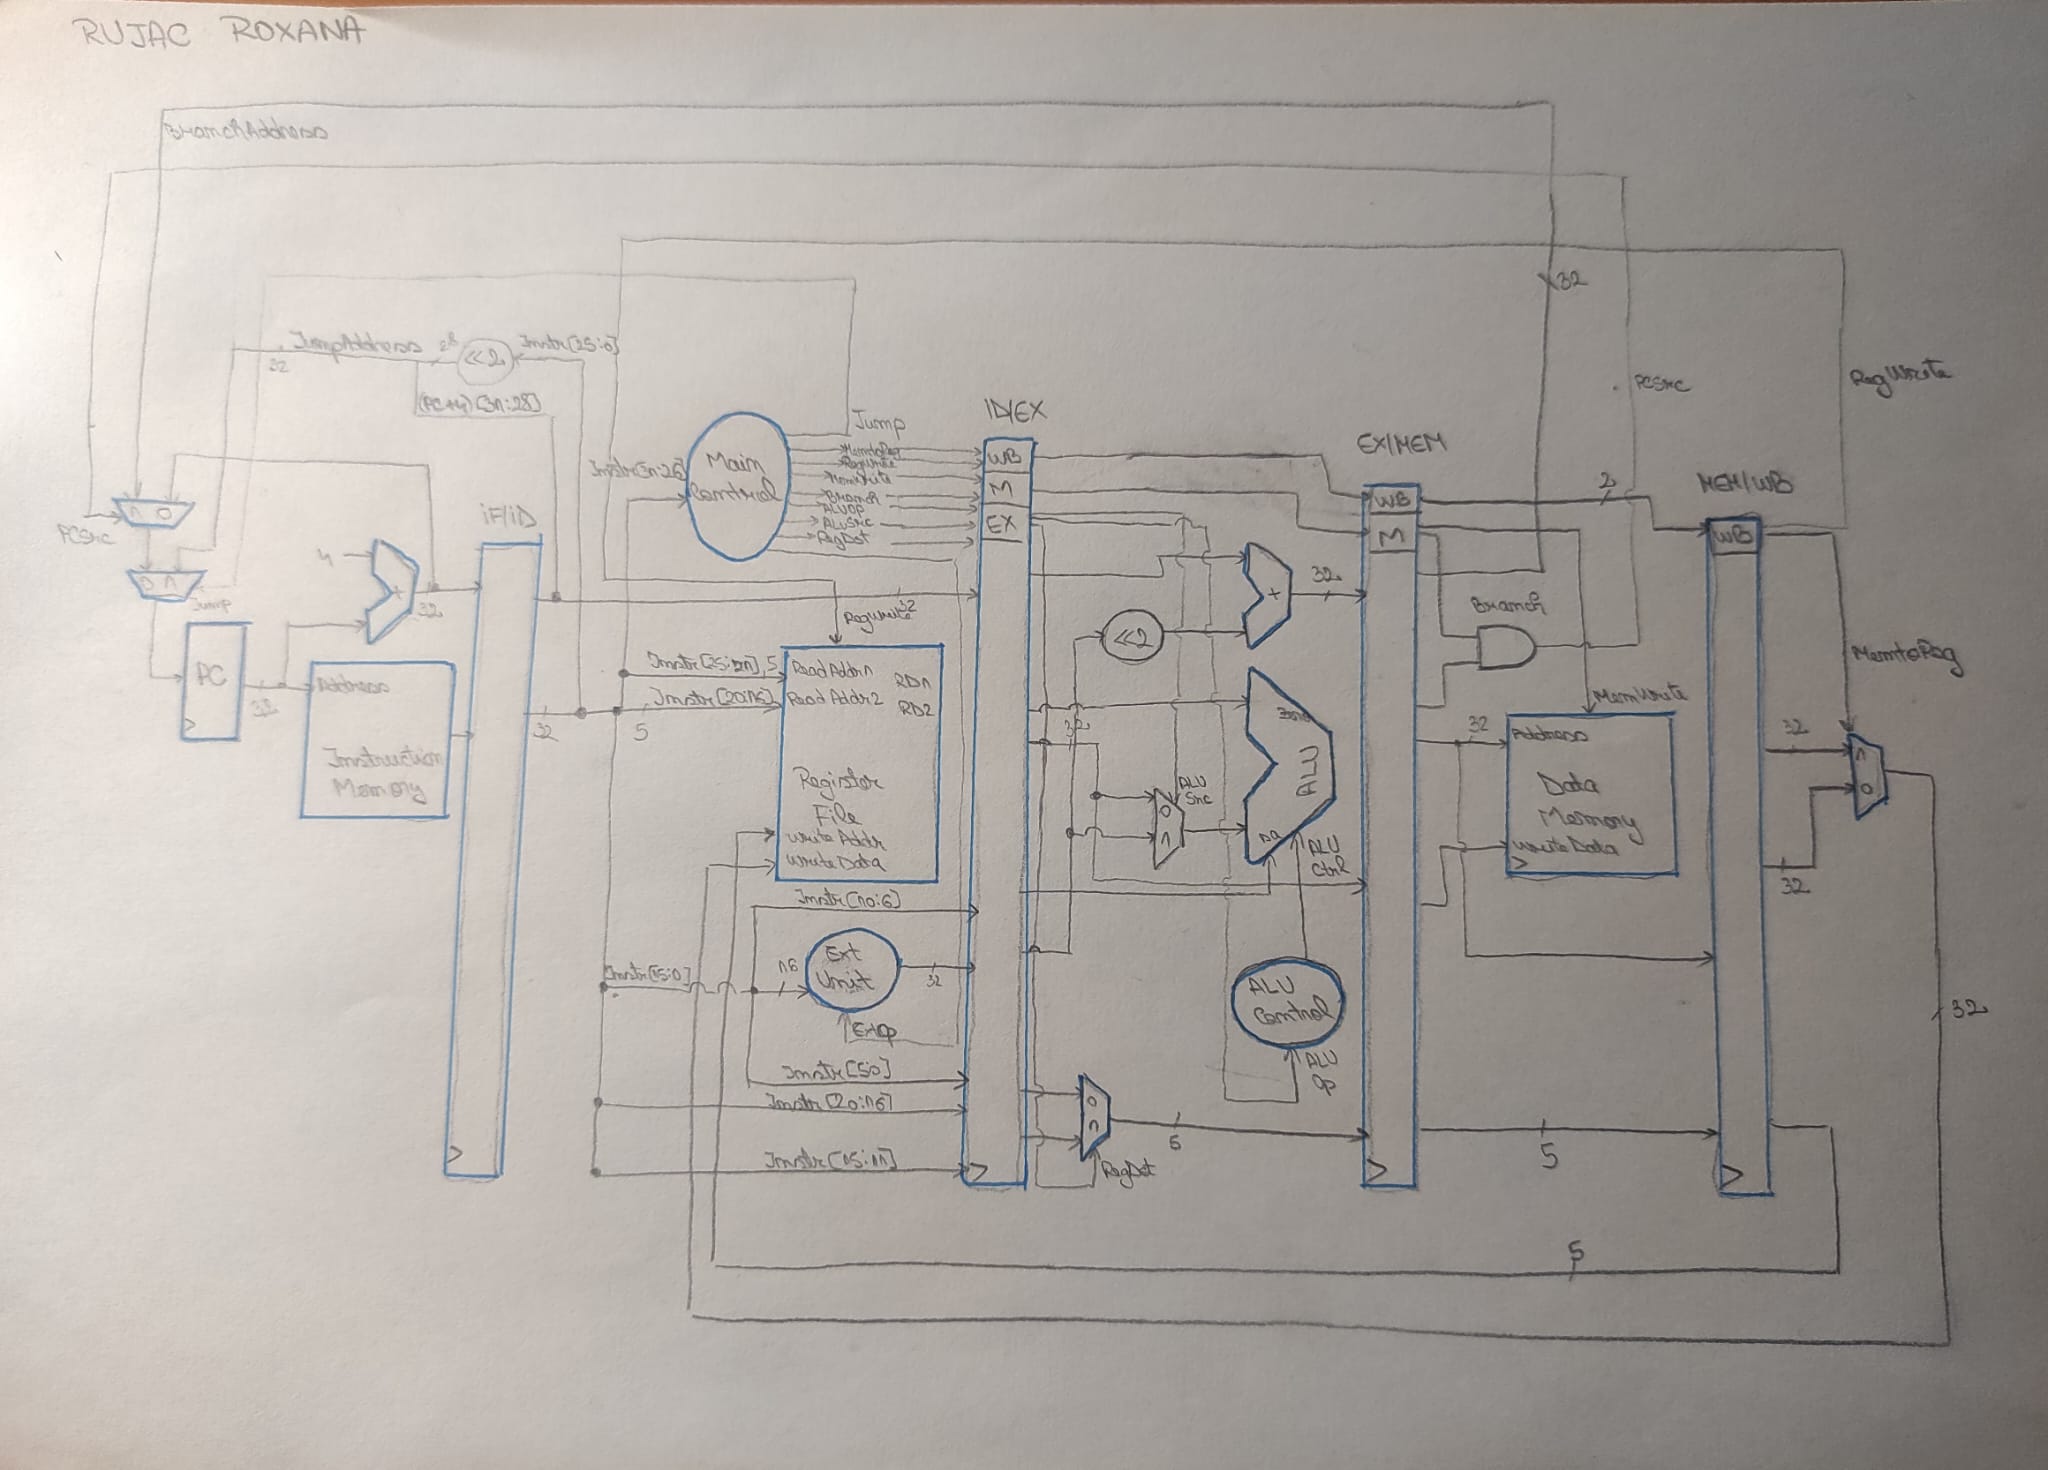 RUJAC ROXANA
BranchAddress
32
JumpAddress
28
<<2
Instr[25:0]
32
(PC+4)[31:28]
PCSrc
RegWrite
Jump
ID/EX
EX/MEM
MEM/WB
IF/ID
Instr[31:26]
Main
Control
MemtoReg
RegWrite
MemWrite
Branch
ALUOp
ALUSrc
RegDst
WB
M
EX
WB
M
2
WB
1 0
PCSrc
0 1
Jump
4
+
32
32
RegWrite
+
32
Branch
<<2
PC
32
Address
Instruction
Memory
32
Instr[25:21], 5
Instr[20:16]
5
Read Addr1
Read Addr2
RD1
RD2
Register
File
Write Addr
Write Data
32
Zero
ALU
sa
0
1
ALU
Src
ALU
Ctrl
MemWrite
32
Address
Data
Memory
Write Data
MemtoReg
32
1
0
32
Instr[10:6]
Instr[15:0]
16
Ext
Unit
32
ExtOp
ALU
Control
ALU
Op
32
Instr[5:0]
Instr[20:16]
Instr[15:11]
0
1
RegDst
5
5
5